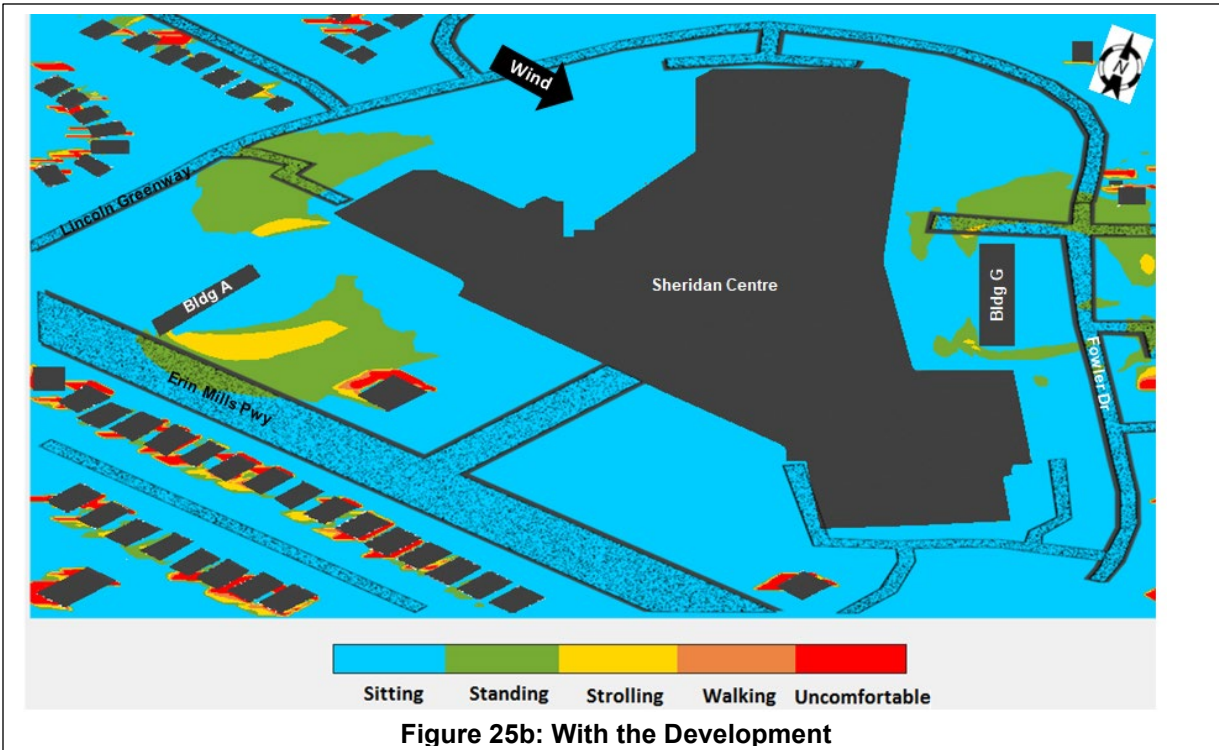 Wind
N
Lincoln Greenway
Bldg A
Sheridan Centre
Bldg G
Fowler Dr
Erin Mills Pwy
Sitting Standing Strolling Walking Uncomfortable
Figure 25b: With the Development